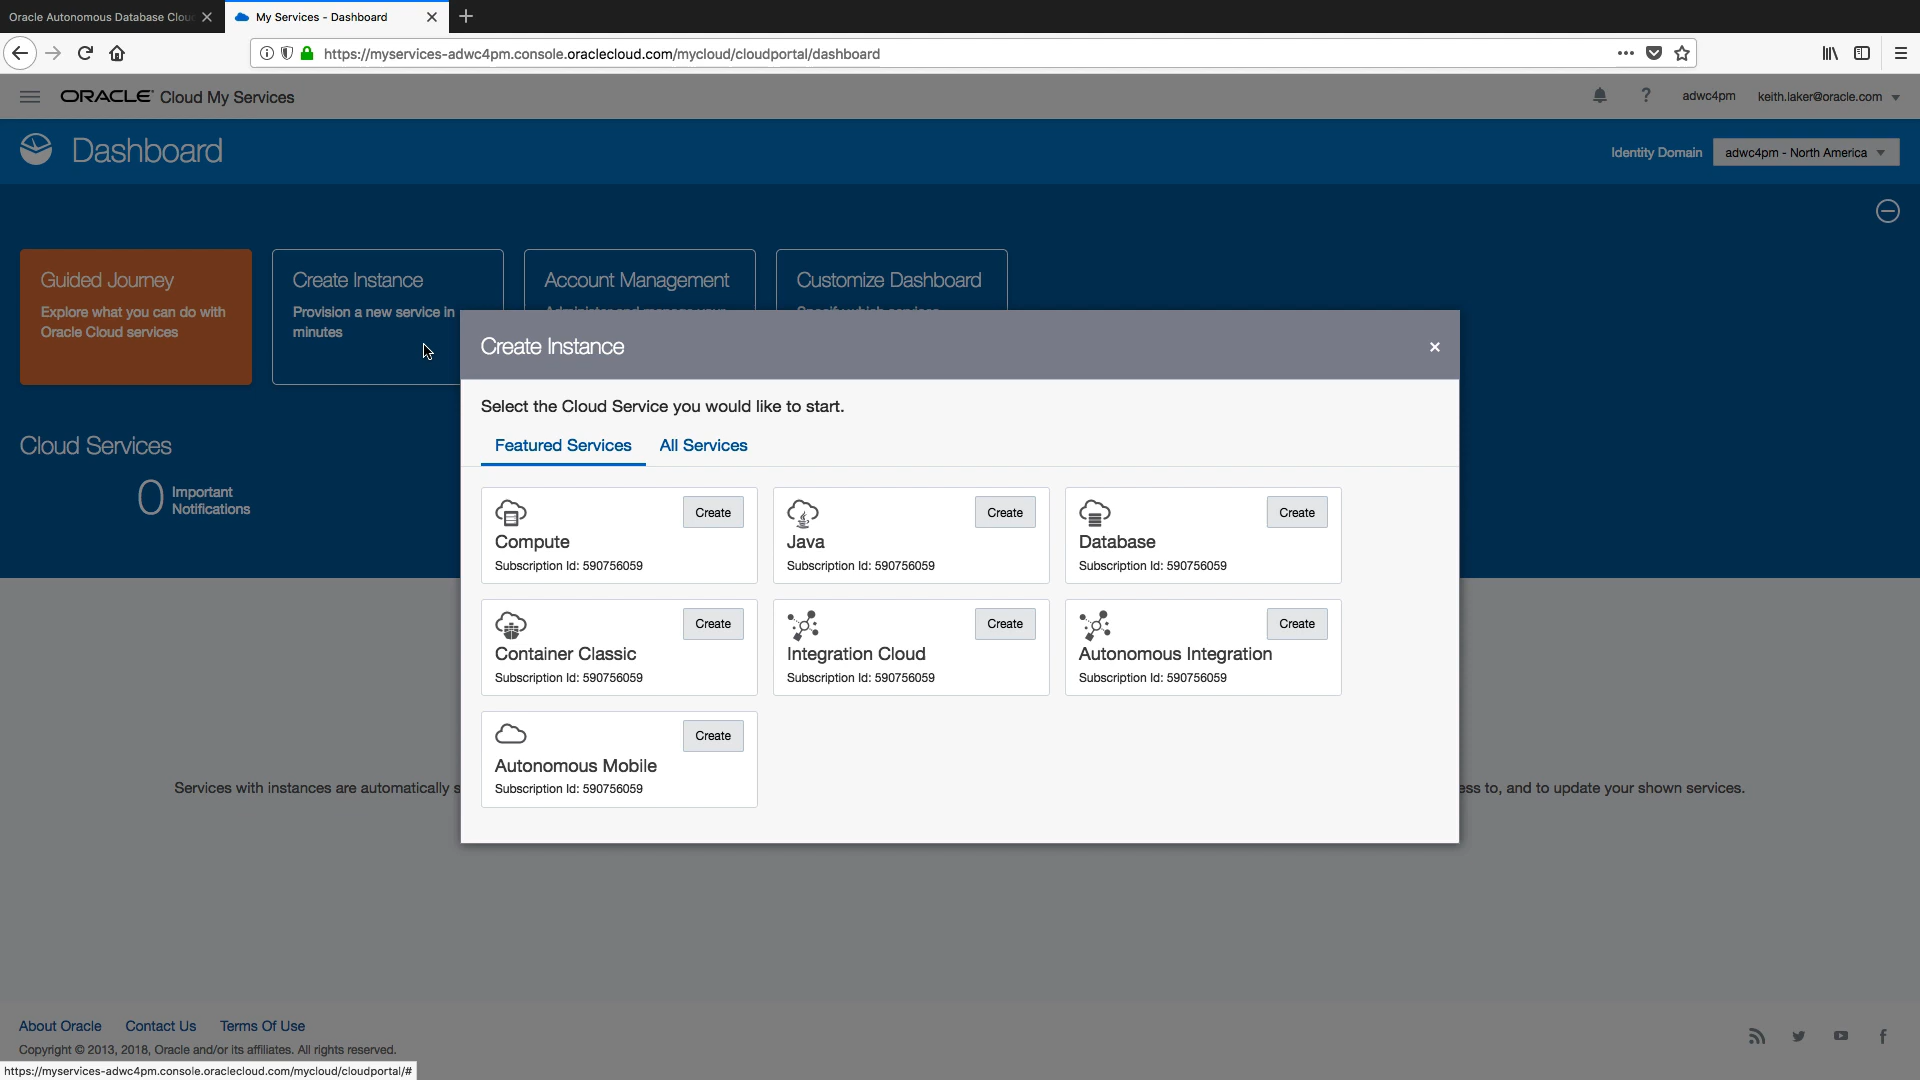 Oracle Autonomous Database Clou
My Services - Dashboard
https://myservices-adwc4pm.console.oraclecloud.com/mycloud/cloudportal/dashboard
ORACLE Cloud My Services
?
adwc4pm
keith.laker@oracle.com
Dashboard
Identity Domain
adwc4pm - North America
Guided Journey
Explore what you can do with
Oracle Cloud services
Create Instance
Provision a new service in
minutes
Account Management
Customize Dashboard
Cloud Services
0
Important
Notifications
Create Instance
Select the Cloud Service you would like to start.
Featured Services
All Services
Create
Compute
Subscription Id: 590756059
Create
Java
Subscription Id: 590756059
Create
Database
Subscription Id: 590756059
Create
Container Classic
Subscription Id: 590756059
Create
Integration Cloud
Subscription Id: 590756059
Create
Autonomous Integration
Subscription Id: 590756059
Create
Autonomous Mobile
Subscription Id: 590756059
Services with instances are automatically s
ess to, and to update your shown services.
About Oracle
Contact Us
Terms Of Use
Copyright © 2013, 2018, Oracle and/or its affiliates. All rights reserved.
https://myservices-adwc4pm.console.oraclecloud.com/mycloud/cloudportal/#